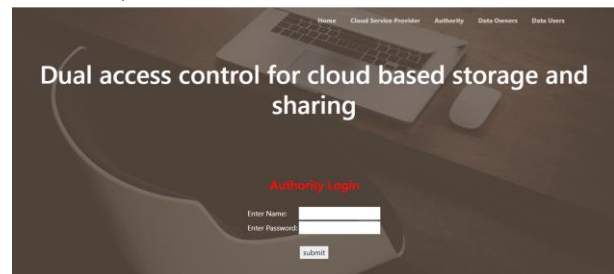 Home Cloud Service Provider Authority Data Owners Data Users
Dual access control for cloud based storage and
sharing
Authority Login
Enter Name:
Enter Password:
submit